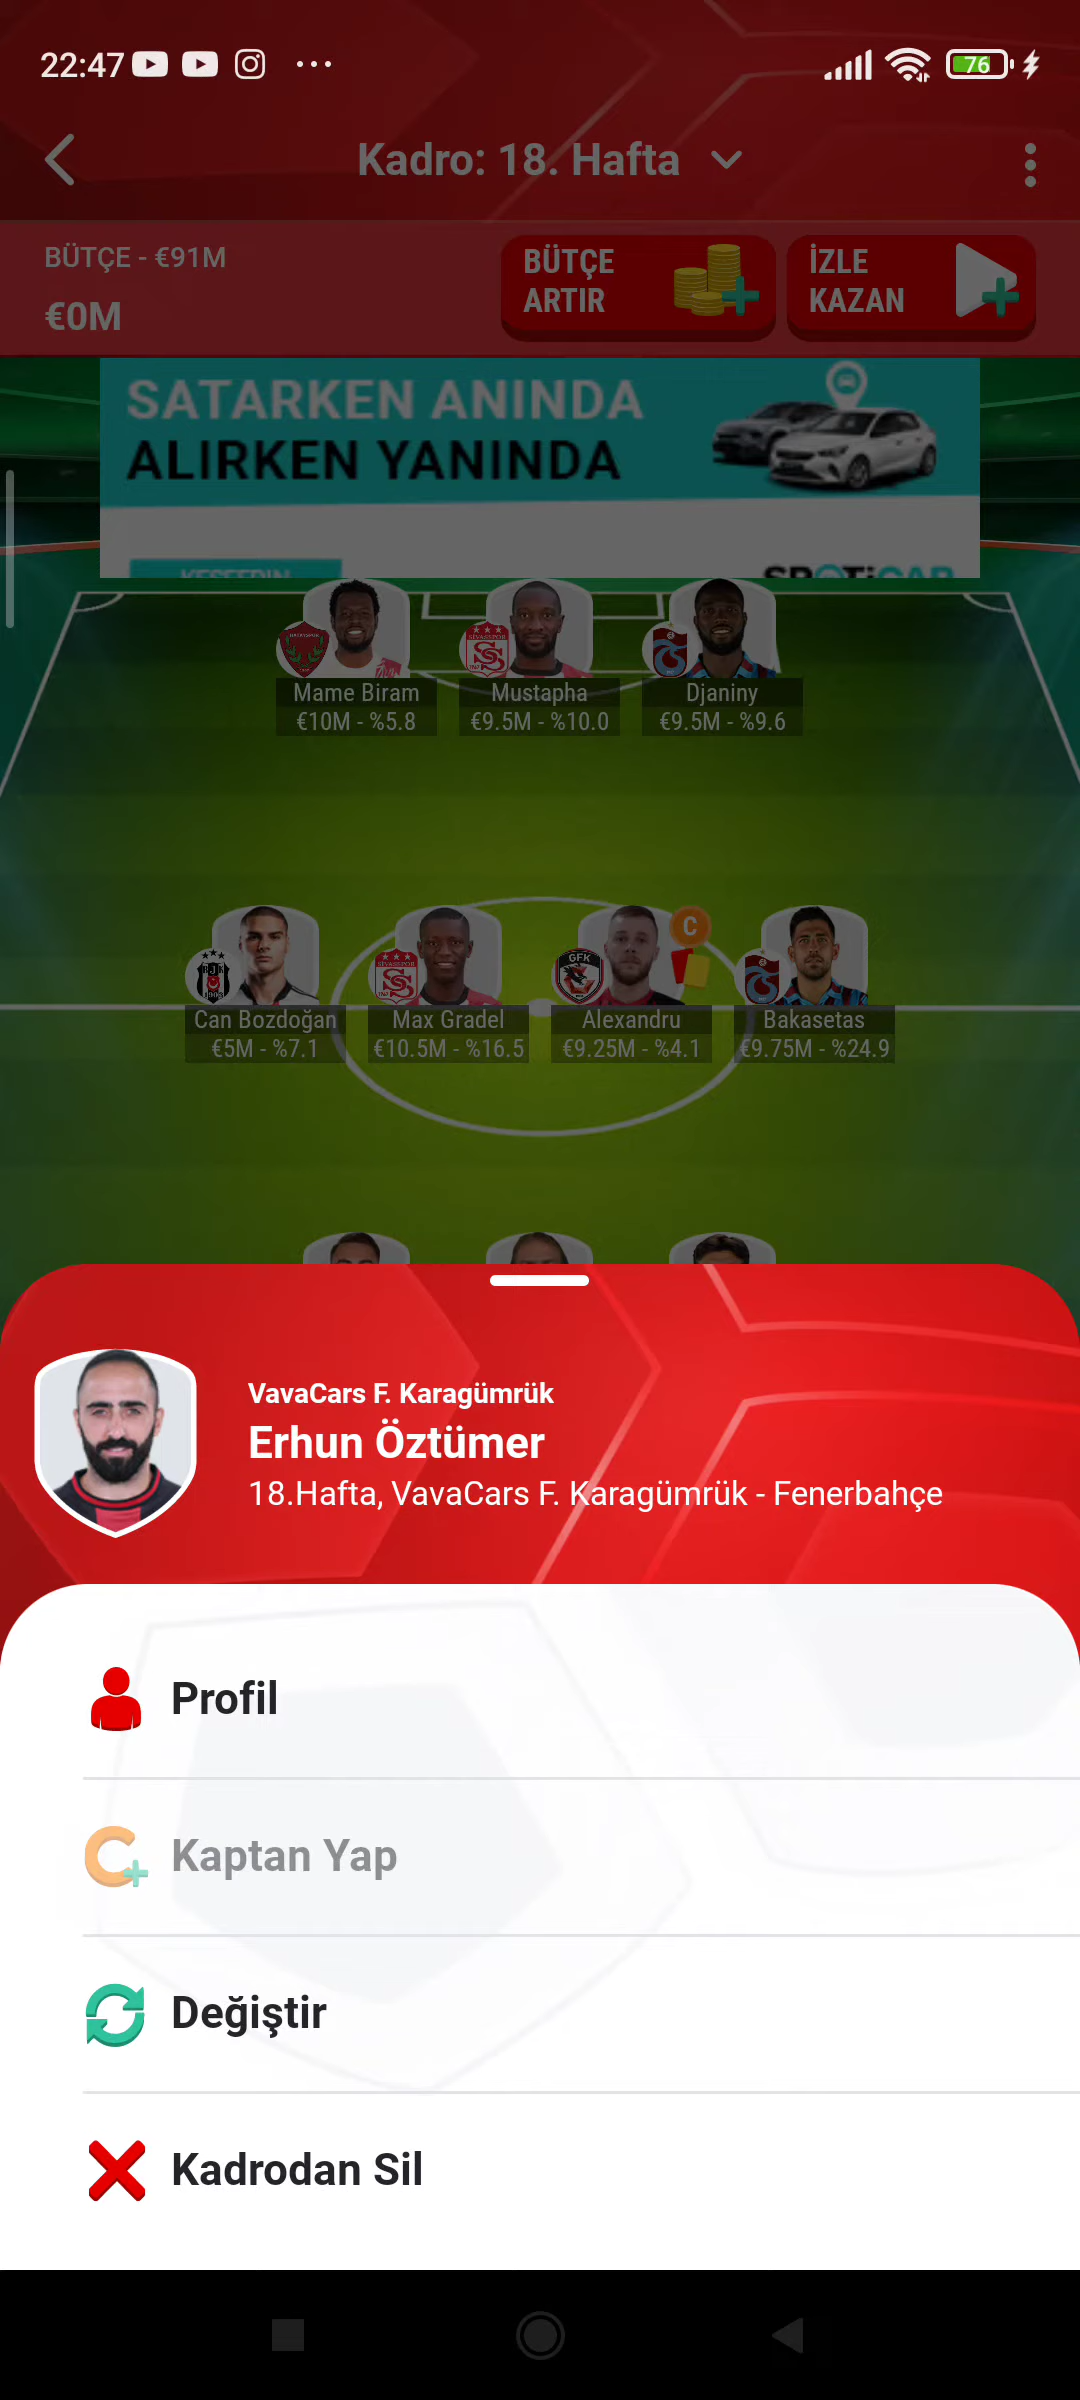 22:47
76
Kadro: 18. Hafta
BÜTÇE - €91M
€0M
BÜTÇE
ARTIR
İZLE
KAZAN
SATARKEN ANINDA
ALIRKEN YANINDA
SPOTiCAR
Mame Biram
€10M - %5.8
Mustapha
€9.5M - %10.0
Djaniny
€9.5M - %9.6
C
Can Bozdoğan
€5M - %7.1
Max Gradel
€10.5M - %16.5
Alexandru
€9.25M - %4.1
Bakasetas
€9.75M - %24.9
VavaCars F. Karagümrük
Erhun Öztümer
18.Hafta, VavaCars F. Karagümrük - Fenerbahçe
Profil
Kaptan Yap
Değiştir
Kadrodan Sil